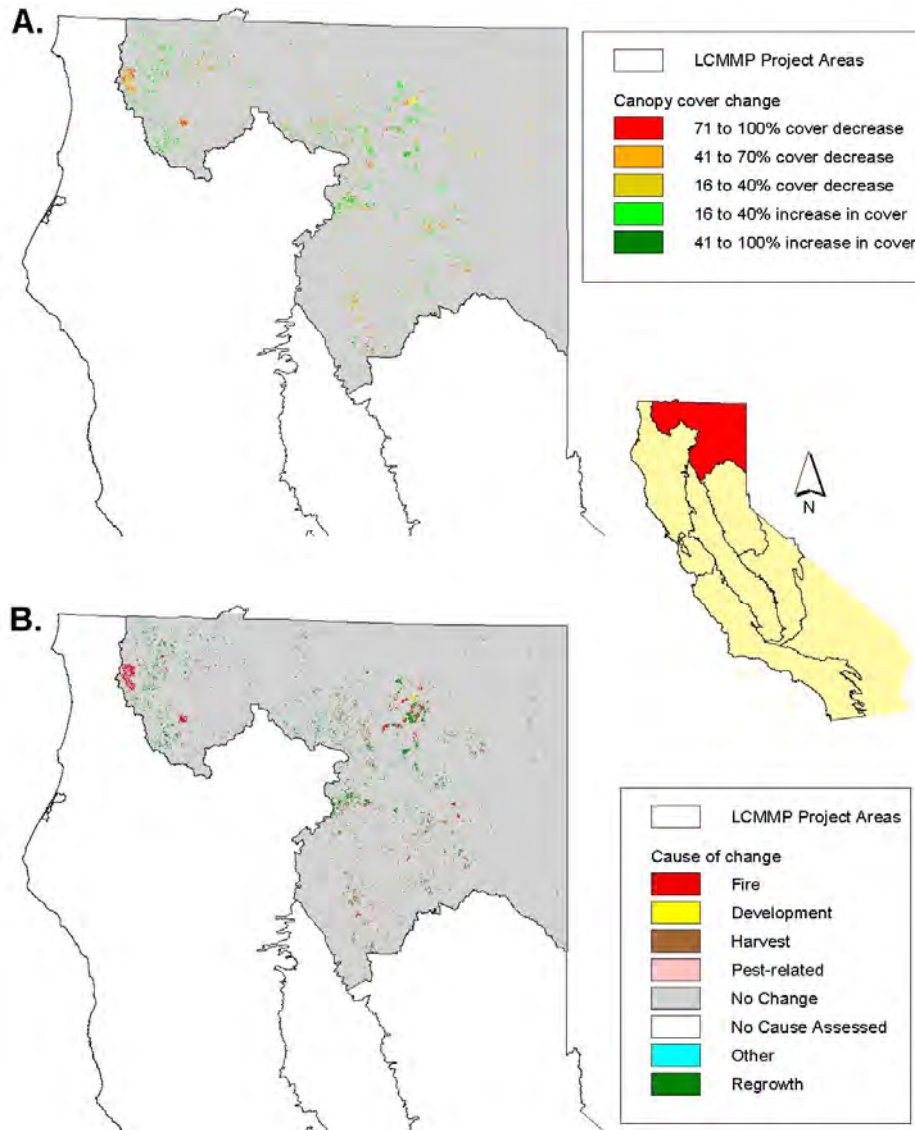 A.
LCMMP Project Areas
Canopy cover change
71 to 100% cover decrease
41 to 70% cover decrease
16 to 40% cover decrease
16 to 40% increase in cover
41 to 100% increase in cover
N
B.
LCMMP Project Areas
Cause of change
Fire
Development
Harvest
Pest-related
No Change
No Cause Assessed
Other
Regrowth